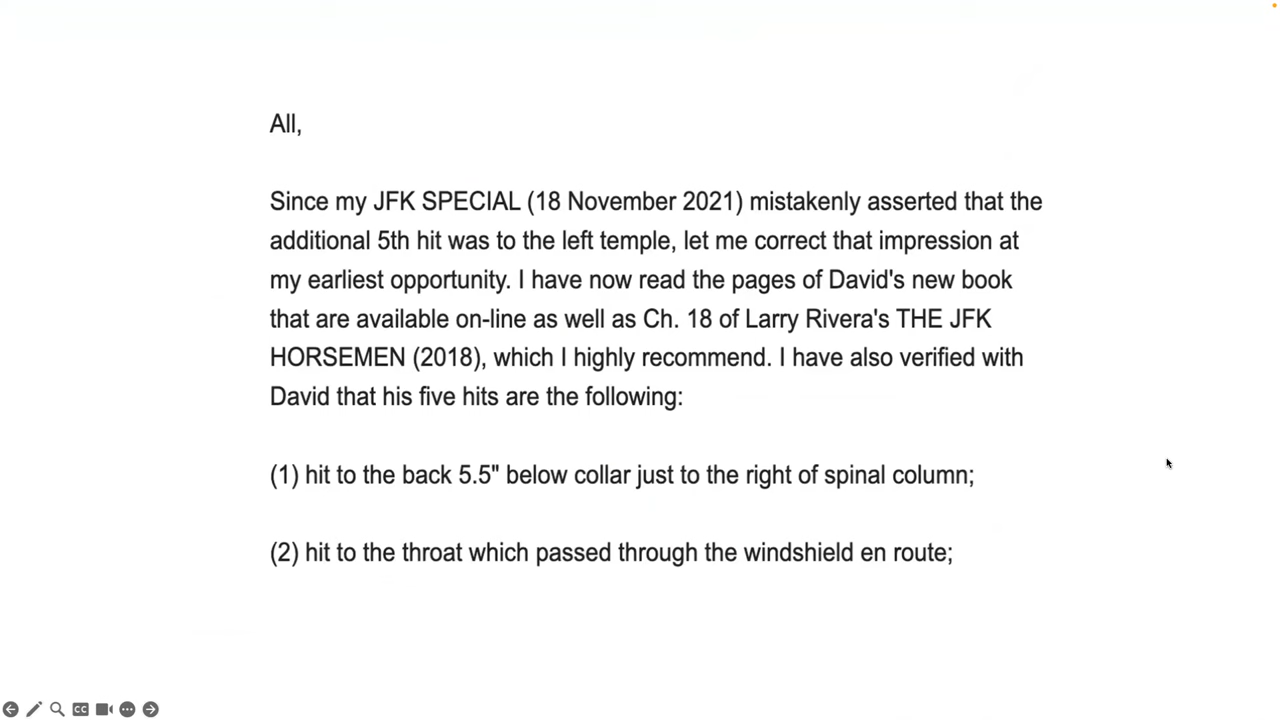 All,
Since my JFK SPECIAL (18 November 2021) mistakenly asserted that the
additional 5th hit was to the left temple, let me correct that impression at
my earliest opportunity. I have now read the pages of David's new book
that are available on-line as well as Ch. 18 of Larry Rivera's THE JFK
HORSEMEN (2018), which I highly recommend. I have also verified with
David that his five hits are the following:
(1) hit to the back 5.5" below collar just to the right of spinal column;
(2) hit to the throat which passed through the windshield en route;
CC